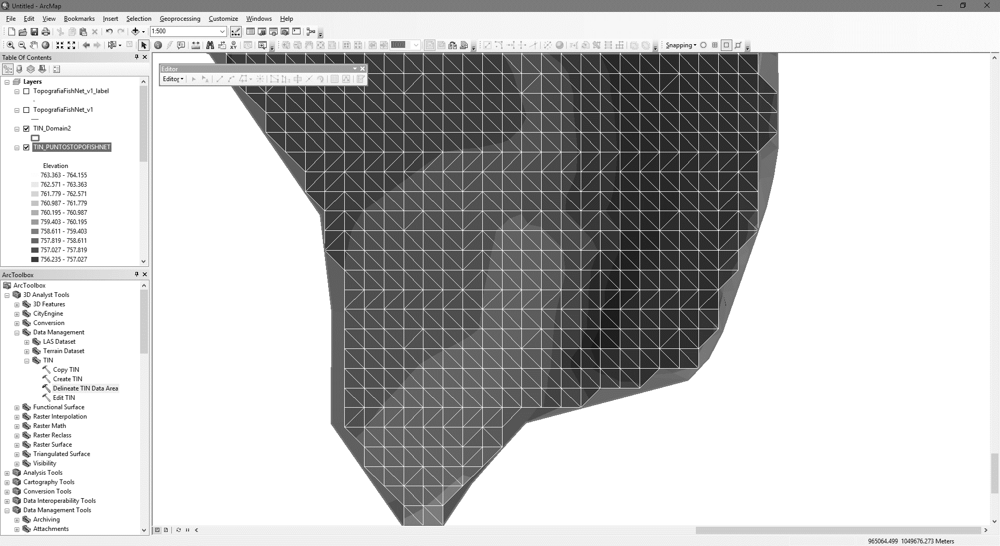 Untitled - ArcMap
File Edit View Bookmarks Insert Selection Geoprocessing Customize Windows Help
1:500
100%
Snapping
Table Of Contents
Layers
TopografiaFishNet_v1_label
TopografiaFishNet_v1
TIN_Domain2
TIN_PUNTOSTOPOFISHNET
Elevation
763.363 - 764.155
762.571 - 763.363
761.779 - 762.571
760.987 - 761.779
760.195 - 760.987
759.403 - 760.195
758.611 - 759.403
757.819 - 758.611
757.027 - 757.819
756.235 - 757.027
ArcToolbox
ArcToolbox
3D Analyst Tools
3D Features
CityEngine
Conversion
Data Management
LAS Dataset
Terrain Dataset
TIN
Copy TIN
Create TIN
Delineate TIN Data Area
Edit TIN
Functional Surface
Raster Interpolation
Raster Math
Raster Reclass
Raster Surface
Triangulated Surface
Visibility
Analysis Tools
Cartography Tools
Conversion Tools
Data Interoperability Tools
Data Management Tools
Archiving
Attachments
Editor
Editor
965064.499 1049676.273 Meters